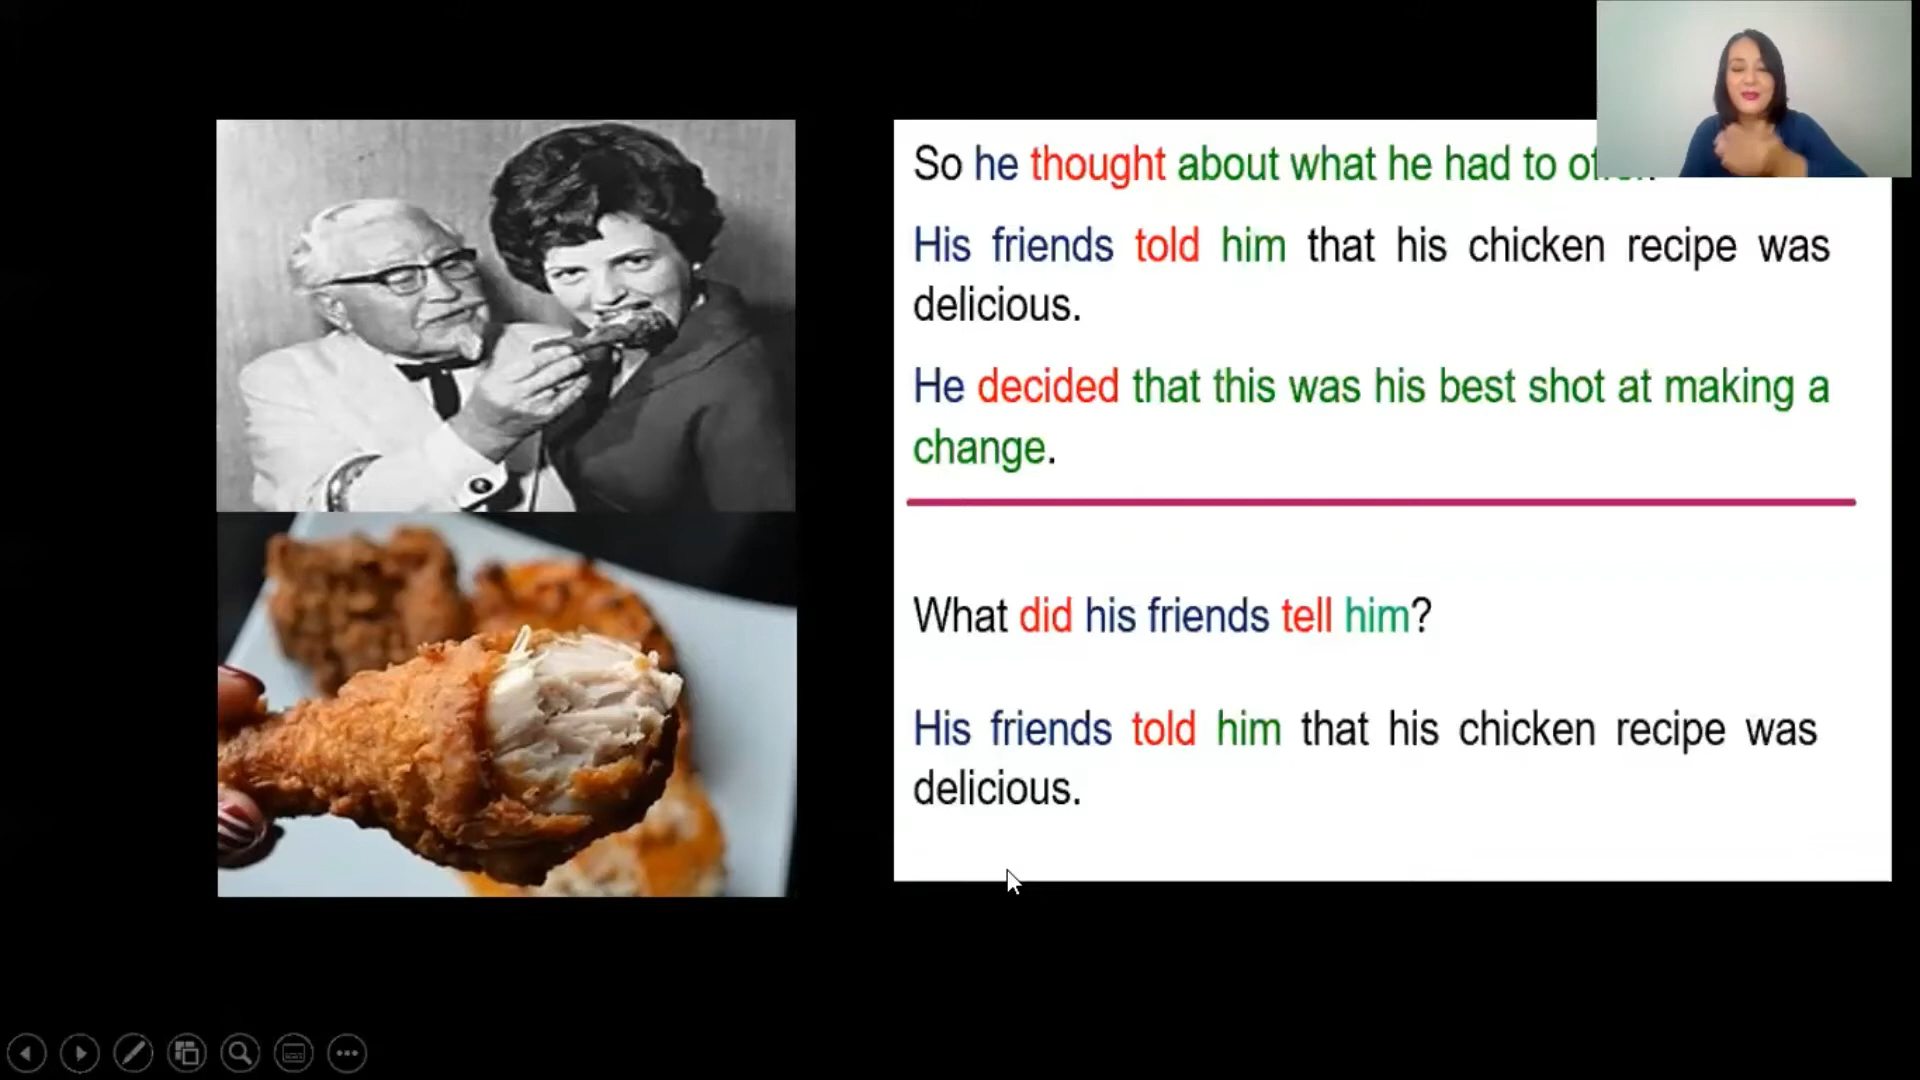 So he thought about what he had to
His friends told him that his chicken recipe was
delicious.
He decided that this was his best shot at making a
change.
What did his friends tell him?
His friends told him that his chicken recipe was
delicious.